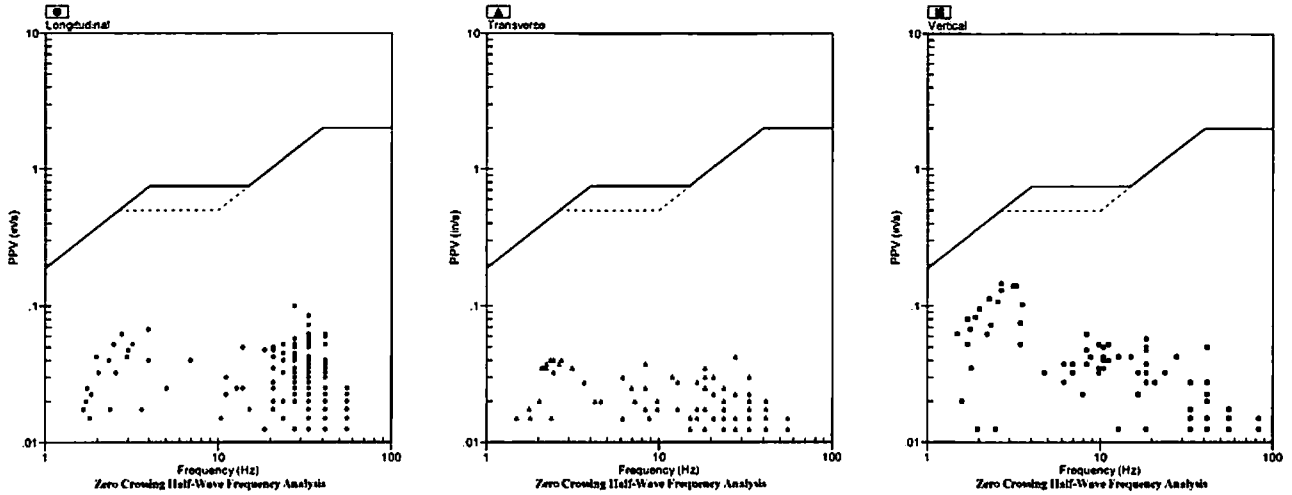 Longitudinal
10
1
.1
.01
PPV (in/s)
1 10 100
Frequency (Hz)
Zero Crossing Half-Wave Frequency Analysis
Transverse
10
1
.1
.01
PPV (in/s)
1 10 100
Frequency (Hz)
Zero Crossing Half-Wave Frequency Analysis
Vertical
10
1
.1
.01
PPV (in/s)
1 10 100
Frequency (Hz)
Zero Crossing Half-Wave Frequency Analysis